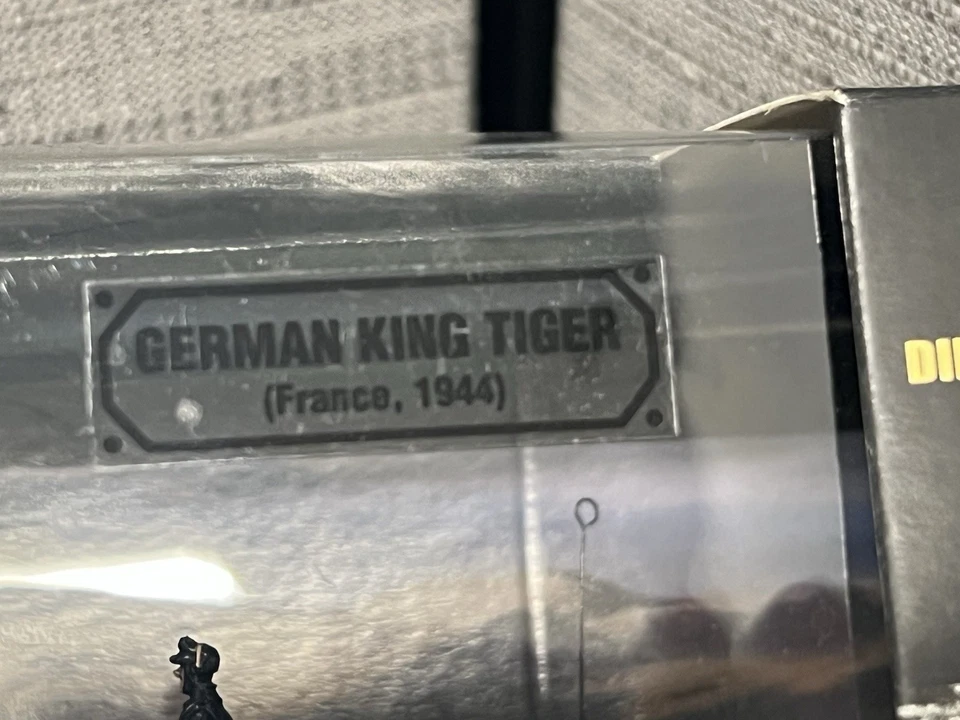 GERMAN KING TIGER
(France, 1944)